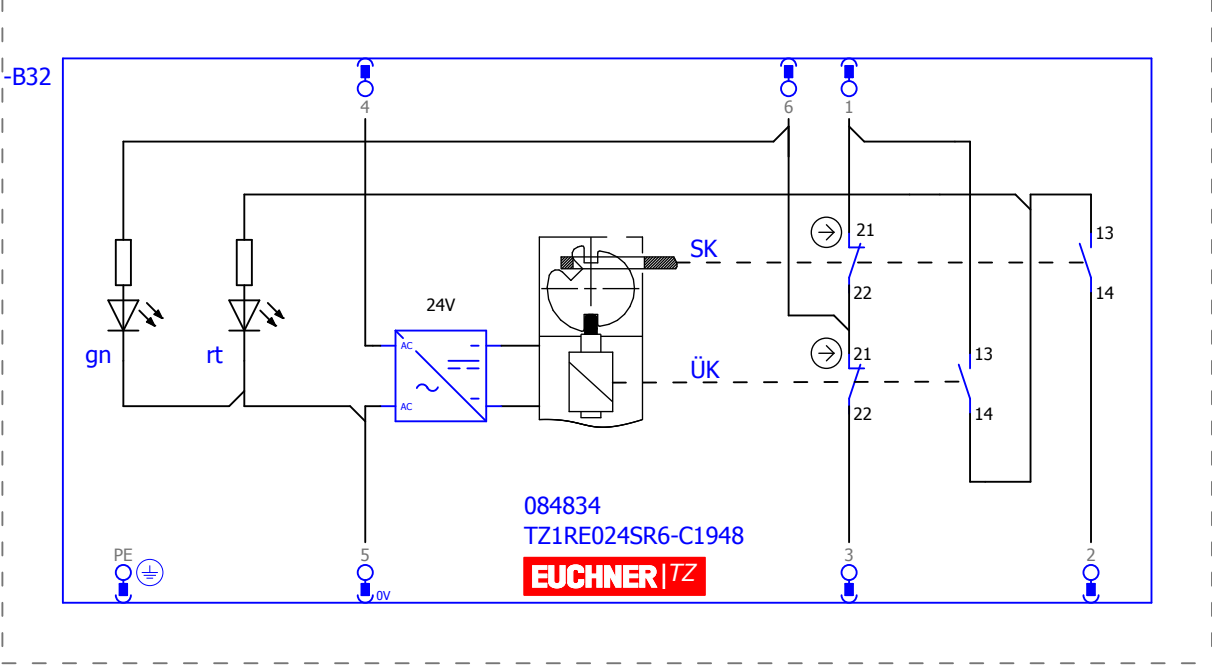 -B32
4
6
1
21
13
SK
22
14
24V
gn
rt
AC
21
13
ÜK
AC
22
14
084834
TZ1RE024SR6-C1948
PE
5
3
2
EUCHNER|TZ
0V